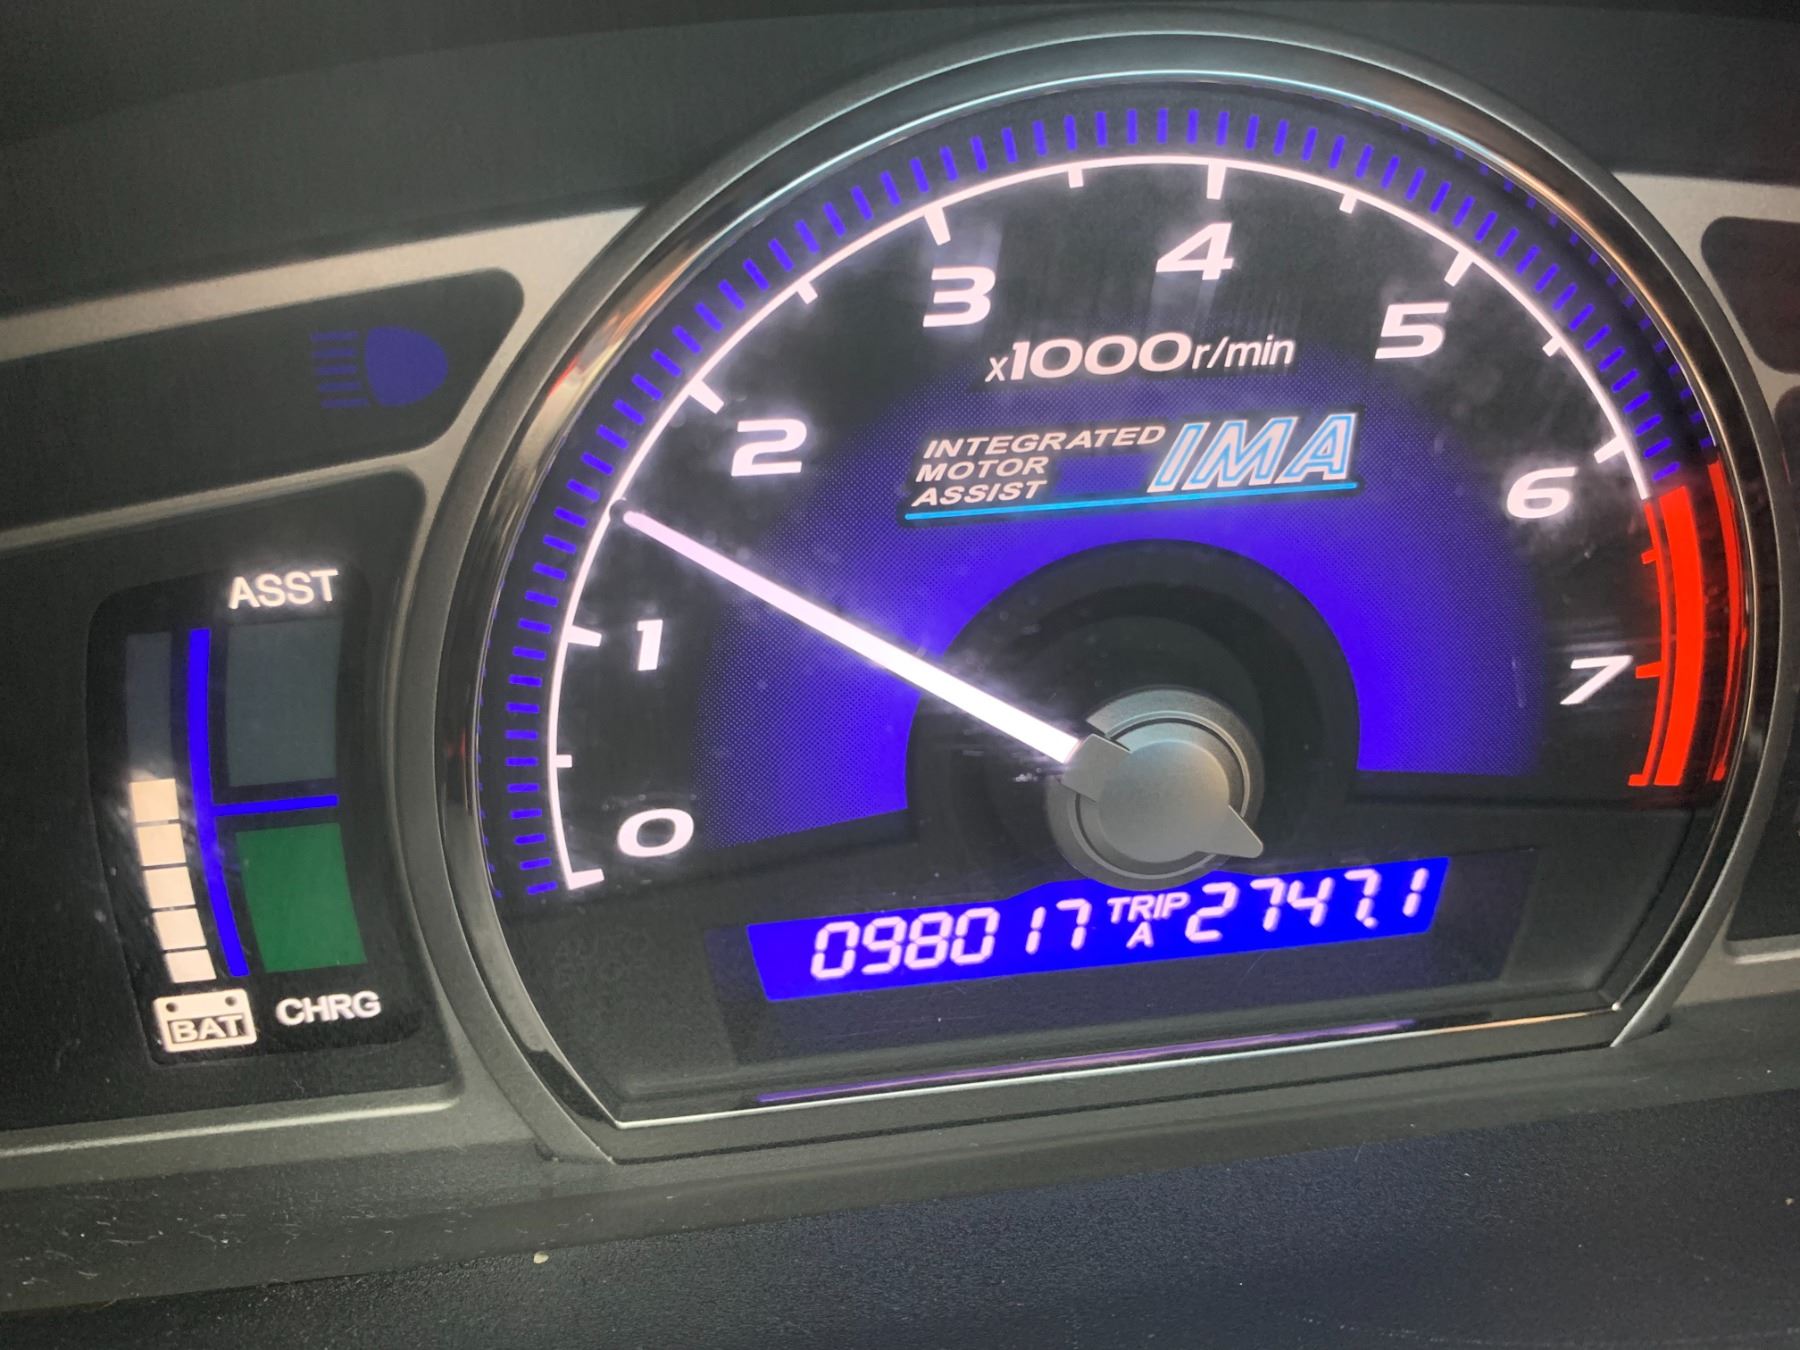 ASST
BAT
CHRG
0
1
2
3
4
5
6
7
x1000r/min
INTEGRATED
MOTOR
ASSIST
IMA
098017 TRIP A 2747.1